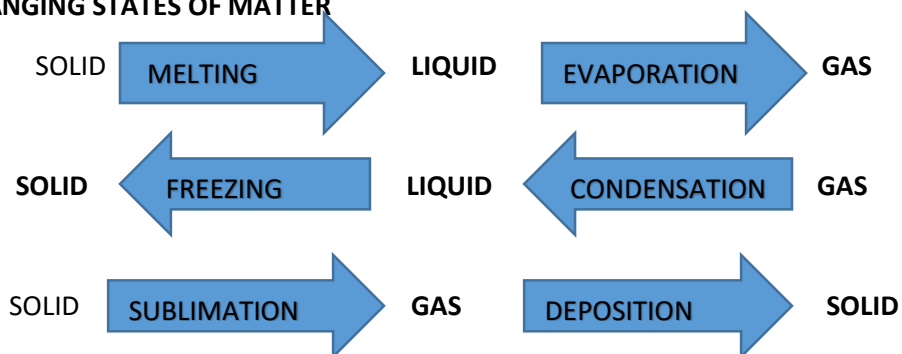 ANGING STATES OF MATTER
SOLID MELTING LIQUID EVAPORATION GAS
SOLID FREEZING LIQUID CONDENSATION GAS
SOLID SUBLIMATION GAS DEPOSITION SOLID